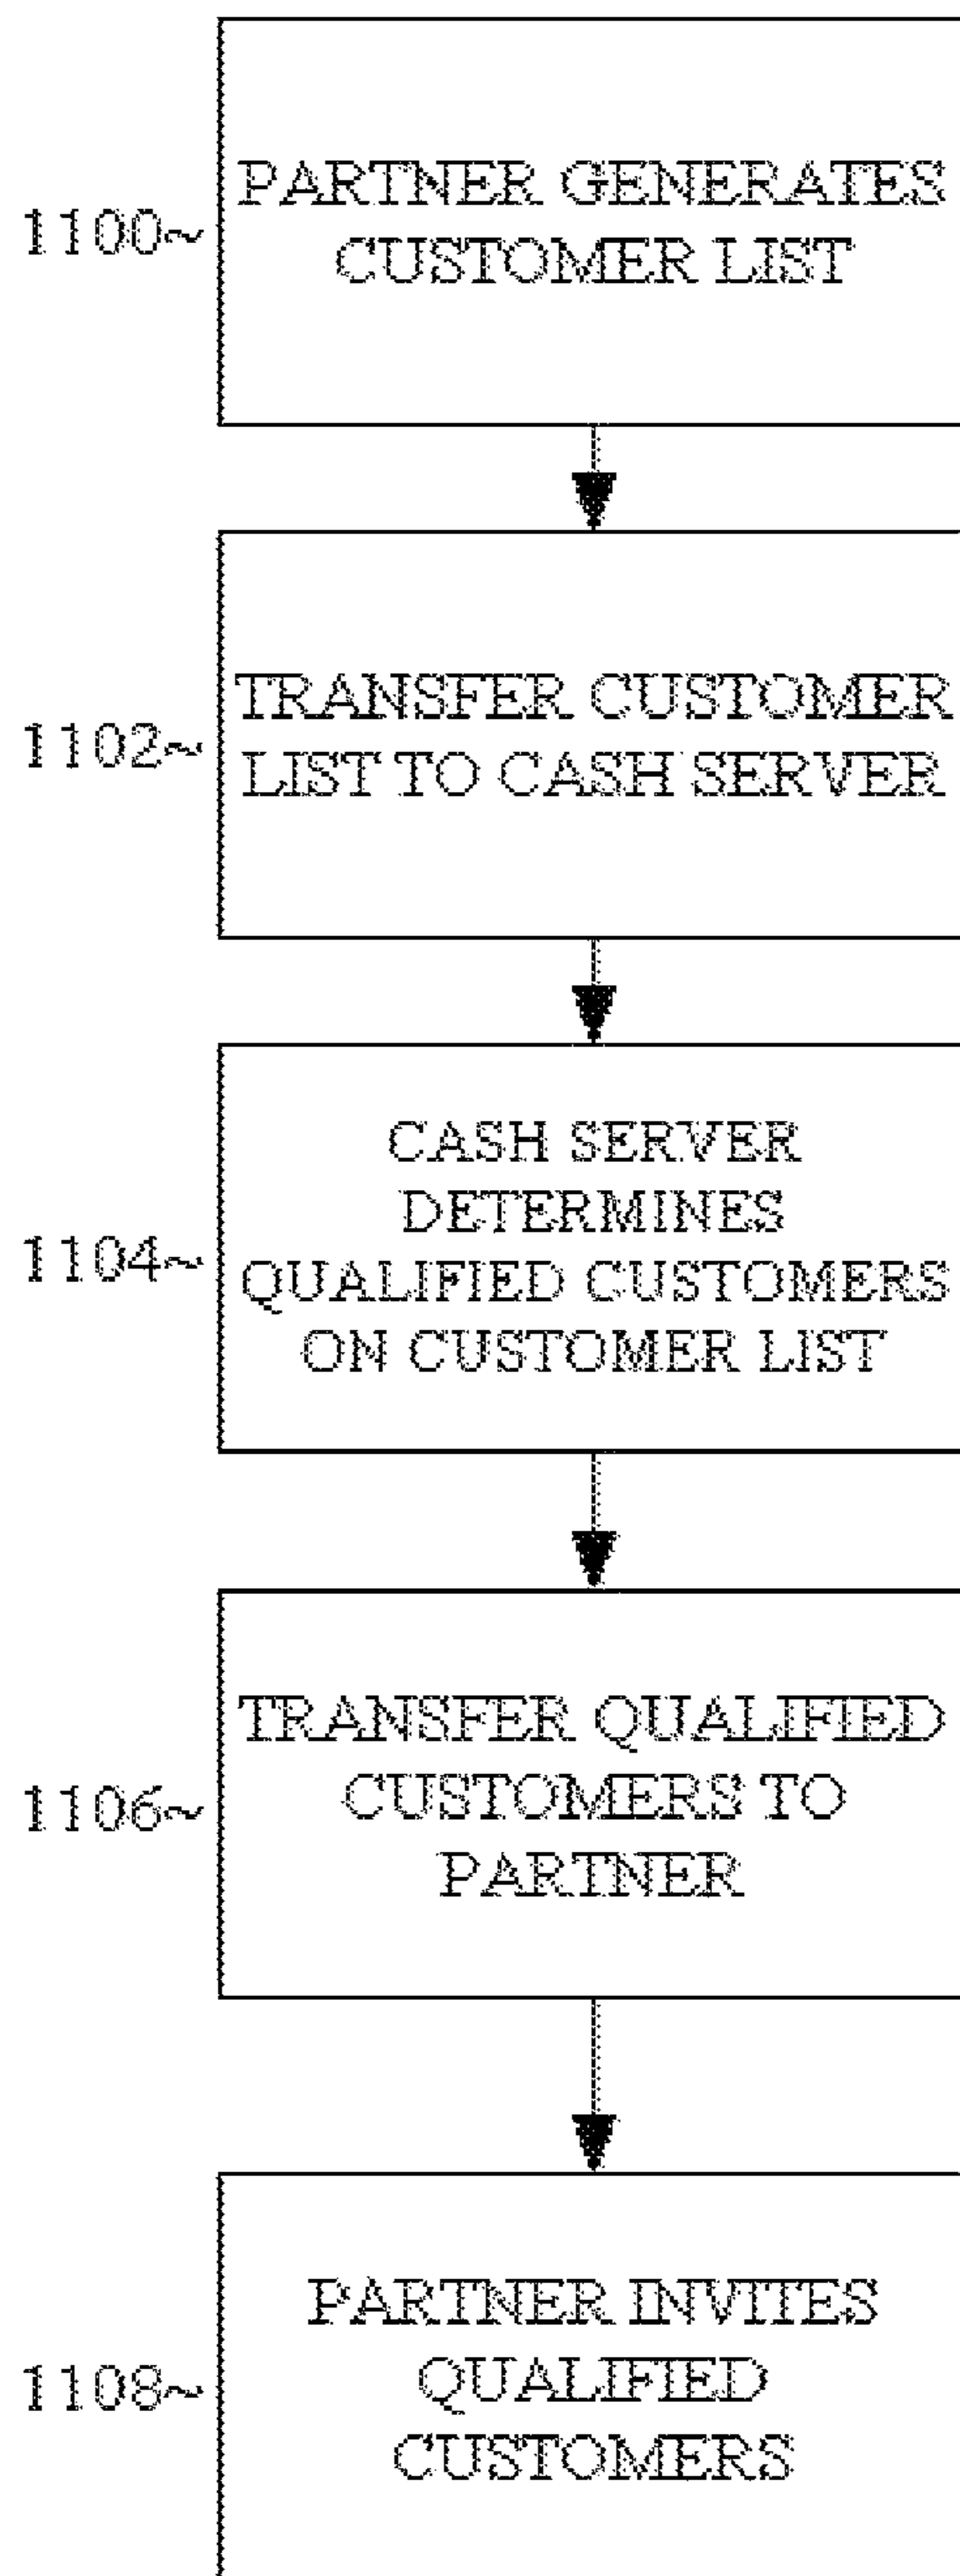 PARTNER GENERATES
1100~
CUSTOMER LIST
TRANSFER CUSTOMER
1102~
LIST TO CASH SERVER
CASH SERVER
DETERMINES
1104~
QUALIFIED CUSTOMERS
ON CUSTOMER LIST
TRANSFER QUALIFIED
1106~
CUSTOMERS TO
PARTNER
PARTNER INVITES
1108~
QUALIFIED
CUSTOMERS